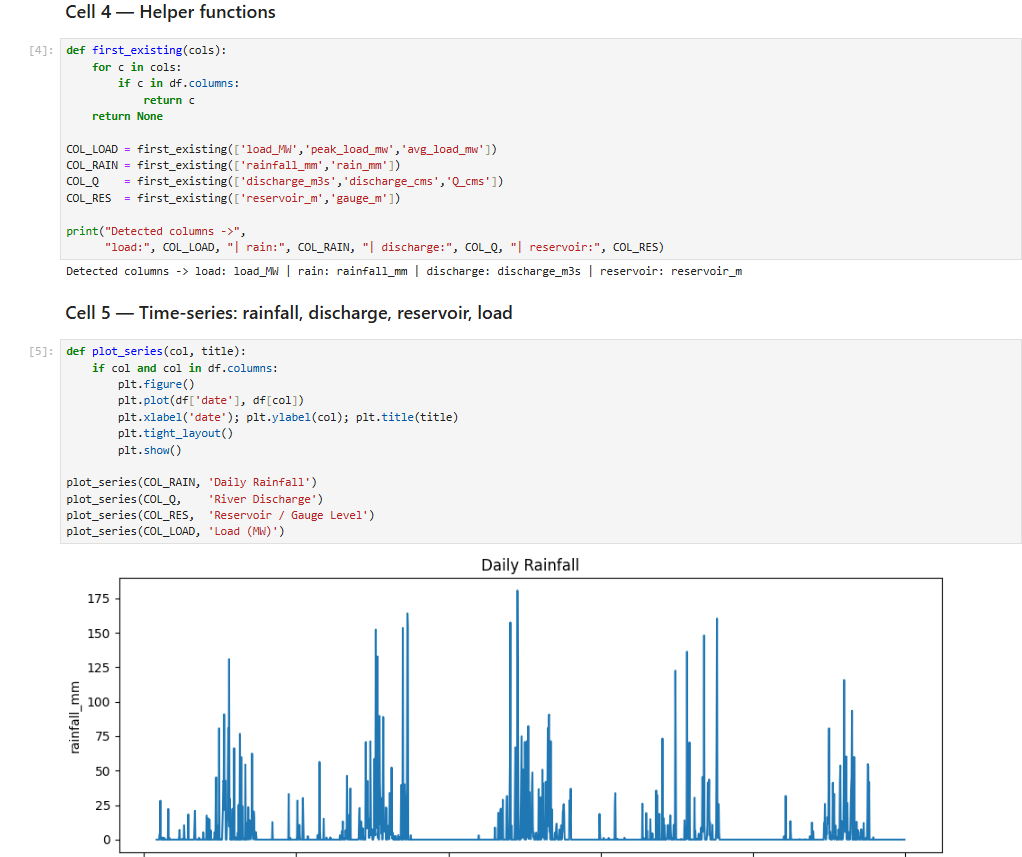 Cell 4 — Helper functions
[4]:
def first_existing(cols):
    for c in cols:
        if c in df.columns:
            return c
    return None

COL_LOAD = first_existing(['load_MW','peak_load_mw','avg_load_mw'])
COL_RAIN = first_existing(['rainfall_mm','rain_mm'])
COL_Q    = first_existing(['discharge_m3s','discharge_cms','Q_cms'])
COL_RES  = first_existing(['reservoir_m','gauge_m'])

print("Detected columns ->",
      "load:", COL_LOAD, "| rain:", COL_RAIN, "| discharge:", COL_Q, "| reservoir:", COL_RES)
Detected columns -> load: load_MW | rain: rainfall_mm | discharge: discharge_m3s | reservoir: reservoir_m
Cell 5 — Time-series: rainfall, discharge, reservoir, load
[5]:
def plot_series(col, title):
    if col and col in df.columns:
        plt.figure()
        plt.plot(df['date'], df[col])
        plt.xlabel('date'); plt.ylabel(col); plt.title(title)
        plt.tight_layout()
        plt.show()

plot_series(COL_RAIN, 'Daily Rainfall')
plot_series(COL_Q,    'River Discharge')
plot_series(COL_RES,  'Reservoir / Gauge Level')
plot_series(COL_LOAD, 'Load (MW)')
Daily Rainfall
175
150
125
100
75
50
25
0
rainfall_mm